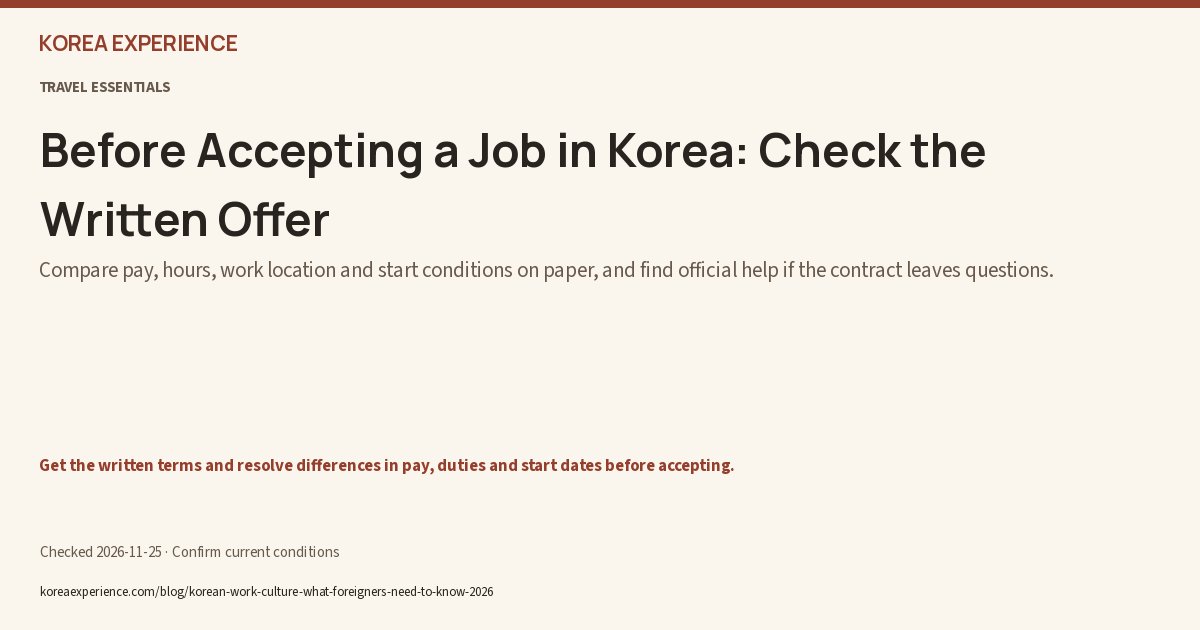 KOREA EXPERIENCE
TRAVEL ESSENTIALS
Before Accepting a Job in Korea: Check the
Written Offer
Compare pay, hours, work location and start conditions on paper, and find official help if the contract leaves questions.
Get the written terms and resolve differences in pay, duties and start dates before accepting.
Checked 2026-11-25 · Confirm current conditions
koreaexperience.com/blog/korean-work-culture-what-foreigners-need-to-know-2026